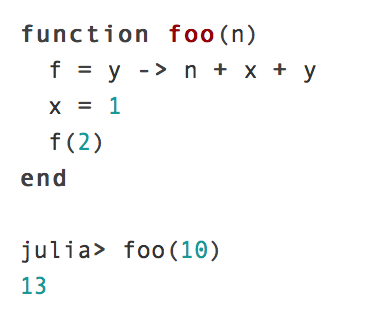 function foo(n)
  f = y -> n + x + y
  x = 1
  f(2)
end

julia> foo(10)
13